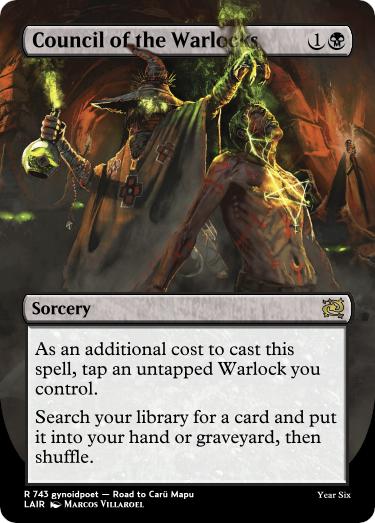 Council of the Warlocks 1
Sorcery
As an additional cost to cast this
spell, tap an untapped Warlock you
control.
Search your library for a card and put
it into your hand or graveyard, then
shuffle.
R 743 gynoidpoet — Road to Carü Mapu Year Six
LAIR Marcos Villaroel